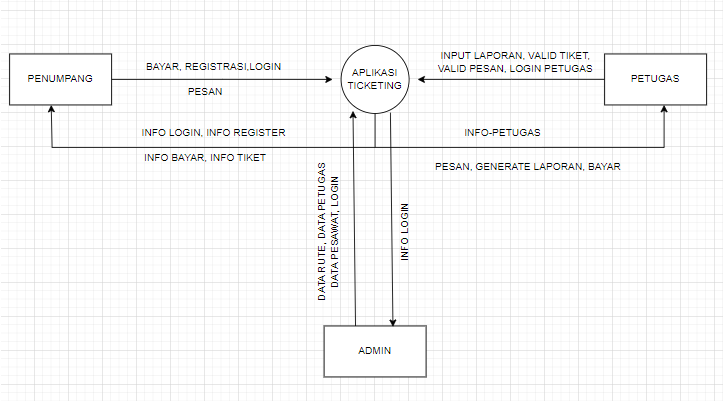 PENUMPANG
BAYAR, REGISTRASI,LOGIN
PESAN
APLIKASI
TICKETING
INPUT LAPORAN, VALID TIKET,
VALID PESAN, LOGIN PETUGAS
PETUGAS
INFO LOGIN, INFO REGISTER
INFO BAYAR, INFO TIKET
INFO-PETUGAS
PESAN, GENERATE LAPORAN, BAYAR
DATA RUTE, DATA PETUGAS
DATA PESAWAT, LOGIN
INFO LOGIN
ADMIN